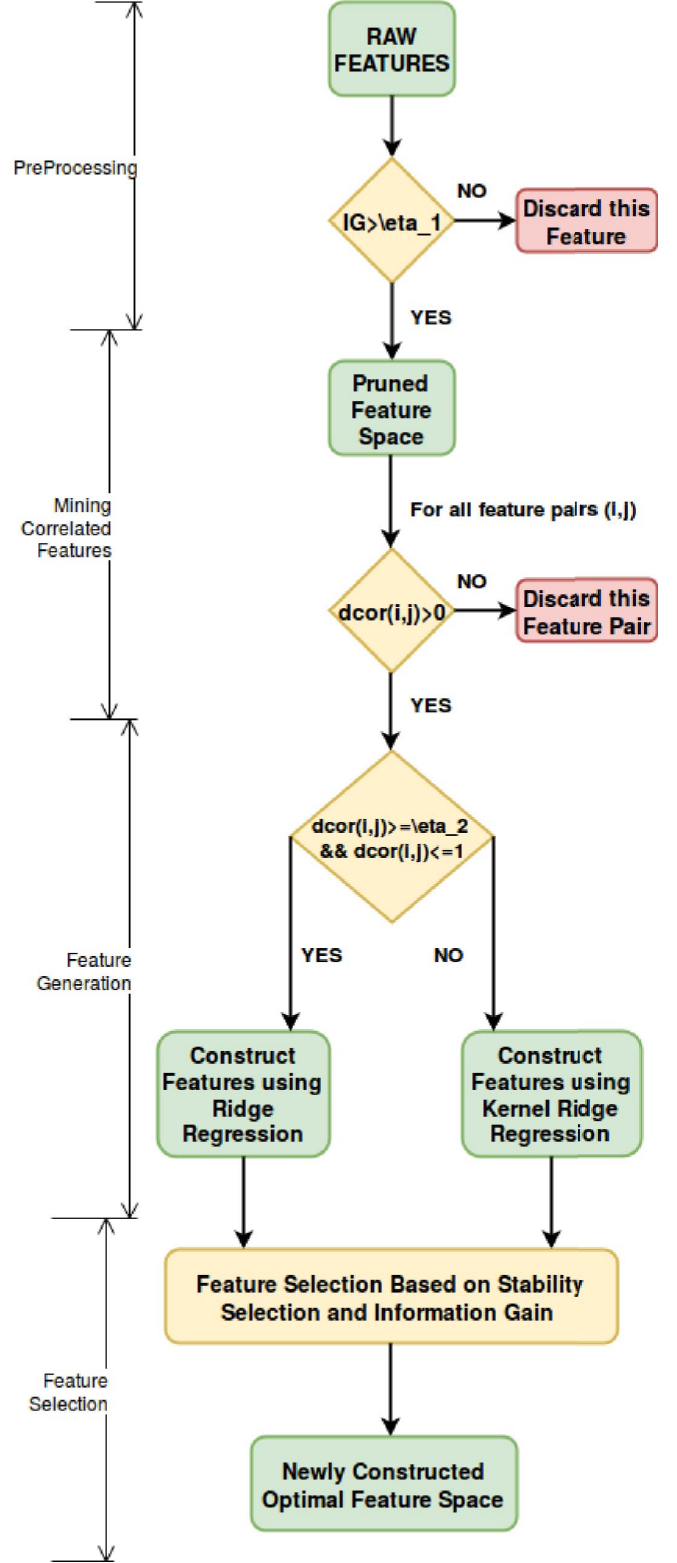 RAW
FEATURES
PreProcessing
NO
IG>\eta_1
Discard this
Feature
YES
Pruned
Feature
Space
Mining
Correlated
Features
For all feature pairs (i,j)
NO
dcor(i,j)>0
Discard this
Feature Pair
YES
dcor(i,j)>=\eta_2
&& dcor(i,j)<=1
YES
NO
Feature
Generation
Construct
Features using
Ridge
Regression
Construct
Features using
Kernel Ridge
Regression
Feature Selection Based on Stability
Selection and Information Gain
Feature
Selection
Newly Constructed
Optimal Feature Space